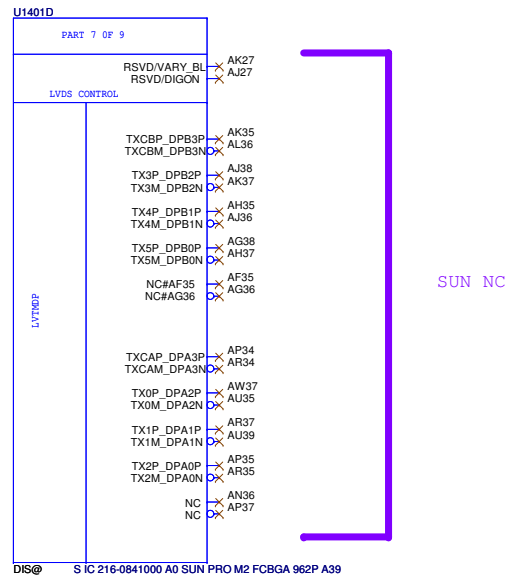 U1401D
PART 7 0F 9
RSVD/VARY_BL AK27
RSVD/DIGON AJ27
LVDS CONTROL
TXCBP_DPB3P AK35
TXCBM_DPB3N AL36
TX3P_DPB2P AJ38
TX3M_DPB2N AK37
TX4P_DPB1P AH35
TX4M_DPB1N AJ36
TX5P_DPB0P AG38
TX5M_DPB0N AH37
NC#AF35 AF35
NC#AG36 AG36
SUN NC
LVTMDP
TXCAP_DPA3P AP34
TXCAM_DPA3N AR34
TX0P_DPA2P AW37
TX0M_DPA2N AU35
TX1P_DPA1P AR37
TX1M_DPA1N AU39
TX2P_DPA0P AP35
TX2M_DPA0N AR35
NC AN36
NC AP37
DIS@ S IC 216-0841000 A0 SUN PRO M2 FCBGA 962P A39